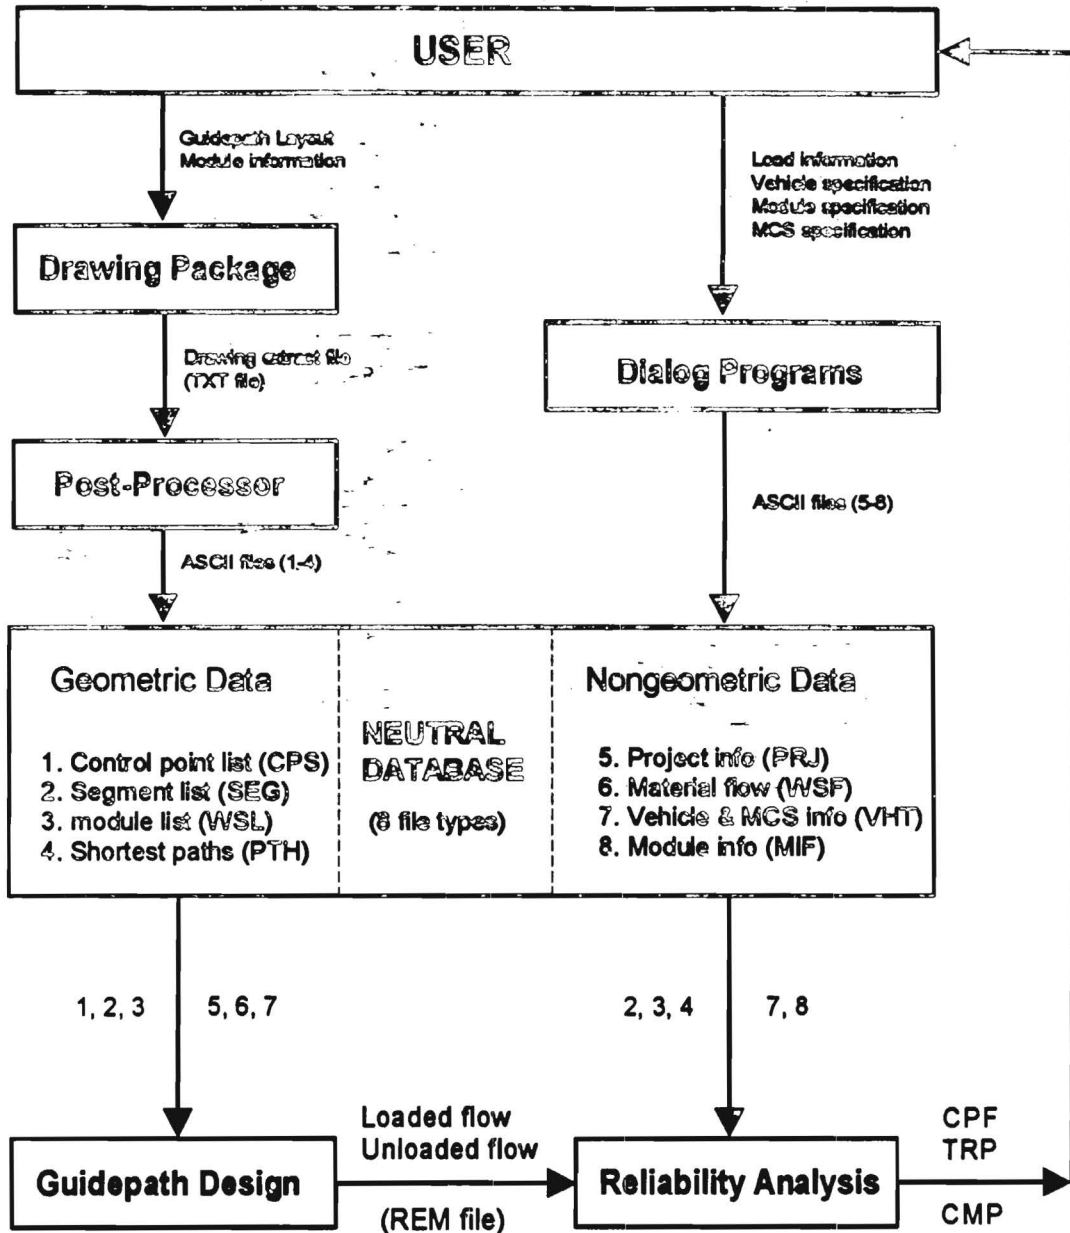 USER
Guidepath Layout
Module information
Load information
Vehicle specification
Module specification
MCS specification
Drawing Package
Drawing extract file
(TXT file)
Dialog Programs
Post-Processor
ASCII files (5-8)
ASCII files (1-4)
Geometric Data
1. Control point list (CPS)
2. Segment list (SEG)
3. module list (WSL)
4. Shortest paths (PTH)
NEUTRAL
DATABASE
(8 file types)
Nongeometric Data
5. Project info (PRJ)
6. Material flow (WSF)
7. Vehicle & MCS info (VHT)
8. Module info (MIF)
1, 2, 3
5, 6, 7
2, 3, 4
7, 8
Guidepath Design
Loaded flow
Unloaded flow
(REM file)
Reliability Analysis
CPF
TRP
CMP